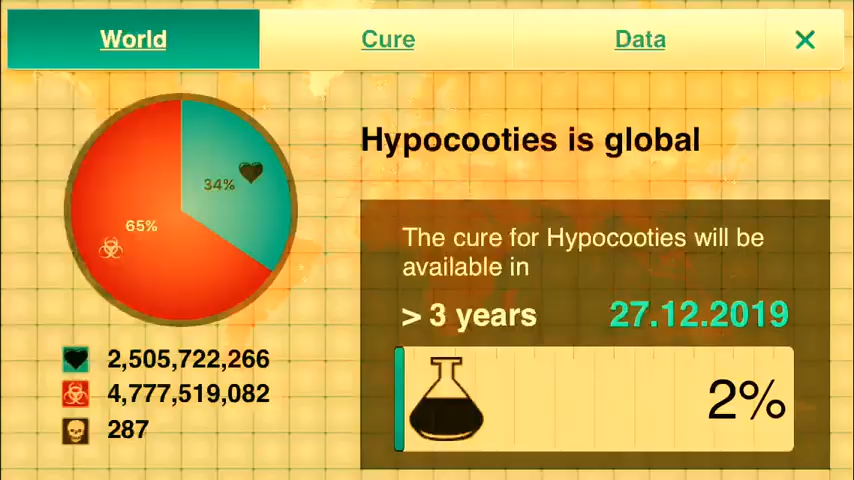 World
Cure
Data
×
Hypocooties is global
34%
65%
The cure for Hypocooties will be
available in
> 3 years
27.12.2019
2,505,722,266
4,777,519,082
287
2%